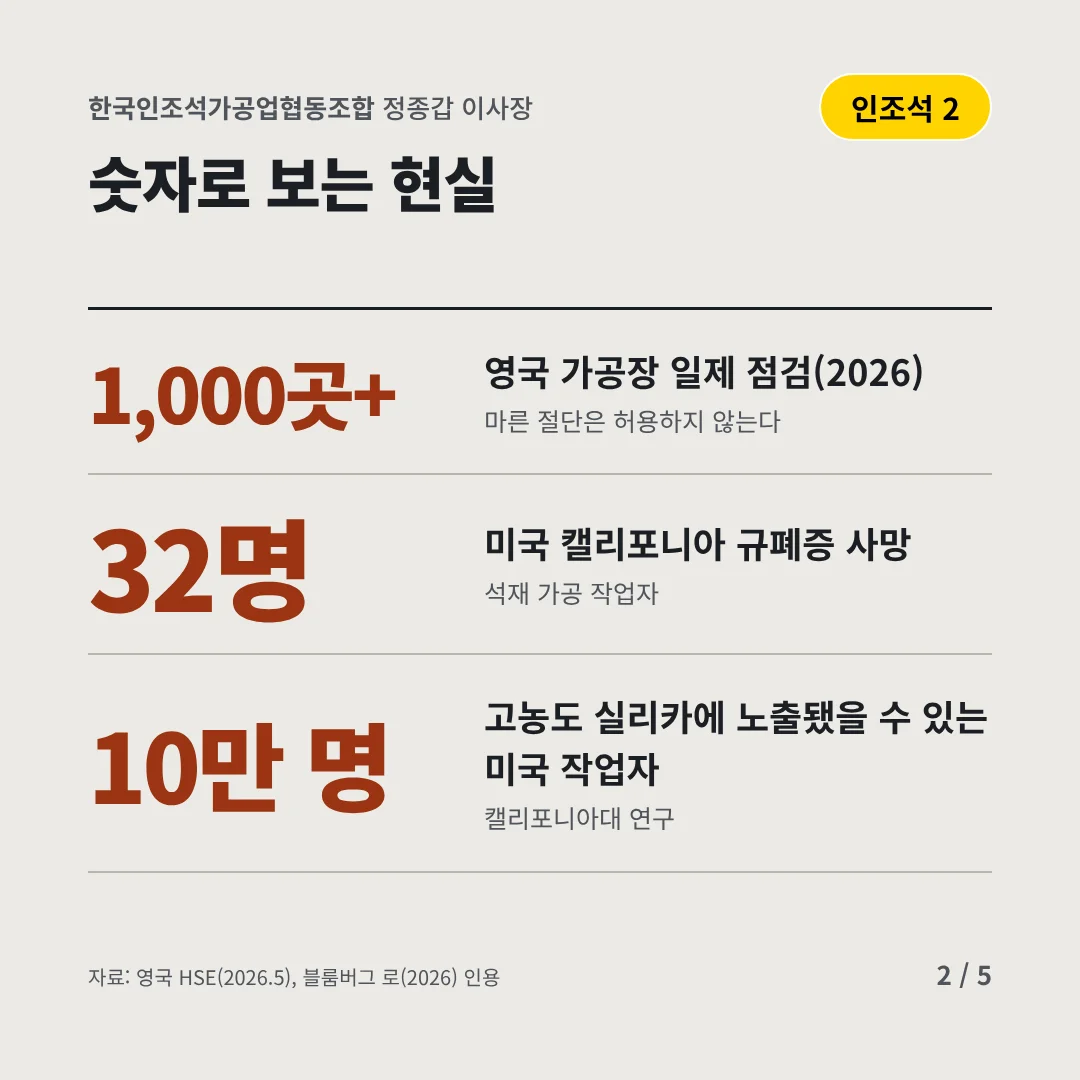 한국인조석가공업협동조합 정종갑 이사장
인조석 2
숫자로 보는 현실
1,000곳+
영국 가공장 일제 점검(2026)
마른 절단은 허용하지 않는다
32명
미국 캘리포니아 규폐증 사망
석재 가공 작업자
10만 명
고농도 실리카에 노출됐을 수 있는
미국 작업자
캘리포니아대 연구
자료: 영국 HSE(2026.5), 블룸버그 로(2026) 인용
2 / 5